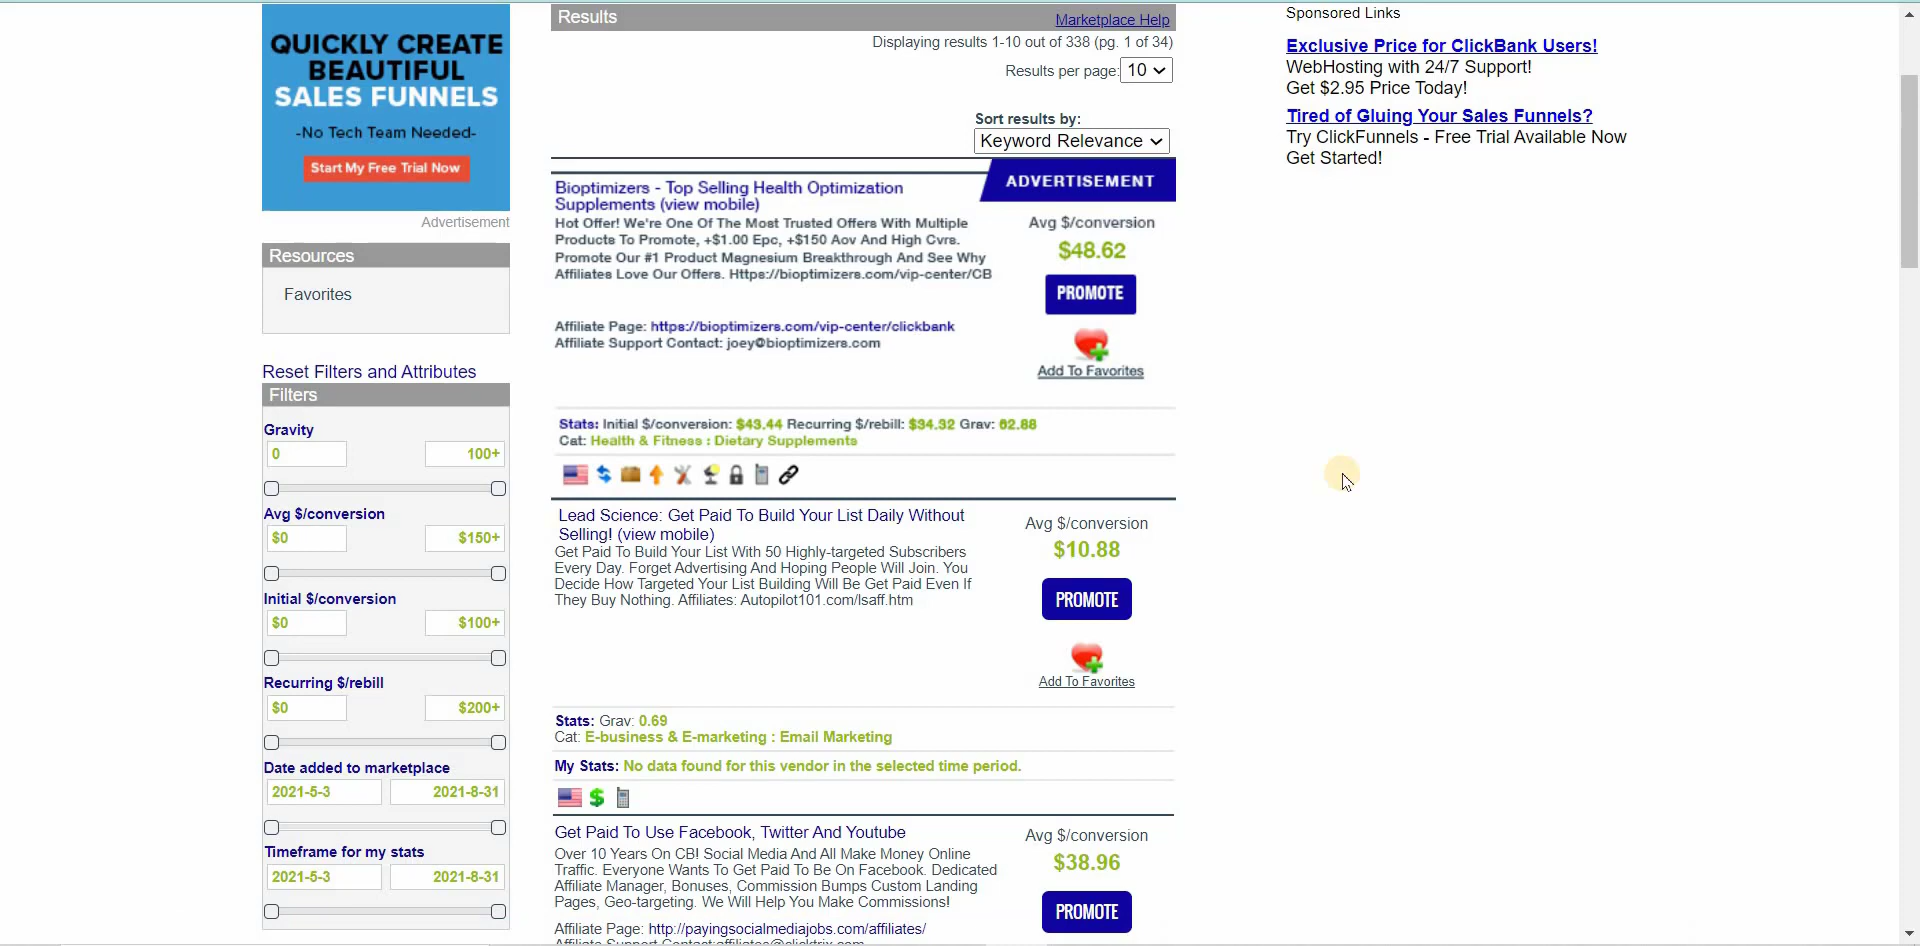 QUICKLY CREATE
BEAUTIFUL
SALES FUNNELS
-No Tech Team Needed-
Start My Free Trial Now
Advertisement
Resources
Favorites
Reset Filters and Attributes
Filters
Gravity
0 100+
Avg $/conversion
$0 $150+
Initial $/conversion
$0 $100+
Recurring $/rebill
$0 $200+
Date added to marketplace
2021-5-3 2021-8-31
Timeframe for my stats
2021-5-3 2021-8-31
Results Marketplace Help
Displaying results 1-10 out of 338 (pg. 1 of 34)
Results per page: 10
Sort results by:
Keyword Relevance
ADVERTISEMENT
Bioptimizers - Top Selling Health Optimization
Supplements (view mobile)
Hot Offer! We're One Of The Most Trusted Offers With Multiple
Products To Promote, +$1.00 Epc, +$150 Aov And High Cvrs.
Promote Our #1 Product Magnesium Breakthrough And See Why
Affiliates Love Our Offers. Https://bioptimizers.com/vip-center/CB
Affiliate Page: https://bioptimizers.com/vip-center/clickbank
Affiliate Support Contact: joey@bioptimizers.com
Avg $/conversion
$48.62
PROMOTE
Add To Favorites
Stats: Initial $/conversion: $43.44 Recurring $/rebill: $34.32 Grav: 62.88
Cat: Health & Fitness : Dietary Supplements
Lead Science: Get Paid To Build Your List Daily Without
Selling! (view mobile)
Get Paid To Build Your List With 50 Highly-targeted Subscribers
Every Day. Forget Advertising And Hoping People Will Join. You
Decide How Targeted Your List Building Will Be Get Paid Even If
They Buy Nothing. Affiliates: Autopilot101.com/lsaff.htm
Avg $/conversion
$10.88
PROMOTE
Add To Favorites
Stats: Grav: 0.69
Cat: E-business & E-marketing : Email Marketing
My Stats: No data found for this vendor in the selected time period.
Get Paid To Use Facebook, Twitter And Youtube
Over 10 Years On CB! Social Media And All Make Money Online
Traffic. Everyone Wants To Get Paid To Be On Facebook. Dedicated
Affiliate Manager, Bonuses, Commission Bumps Custom Landing
Pages, Geo-targeting. We Will Help You Make Commissions!
Affiliate Page: http://payingsocialmediajobs.com/affiliates/
Affiliate Support Contact:affiliates@clicktrix.com
Avg $/conversion
$38.96
PROMOTE
Sponsored Links
Exclusive Price for ClickBank Users!
WebHosting with 24/7 Support!
Get $2.95 Price Today!
Tired of Gluing Your Sales Funnels?
Try ClickFunnels - Free Trial Available Now
Get Started!